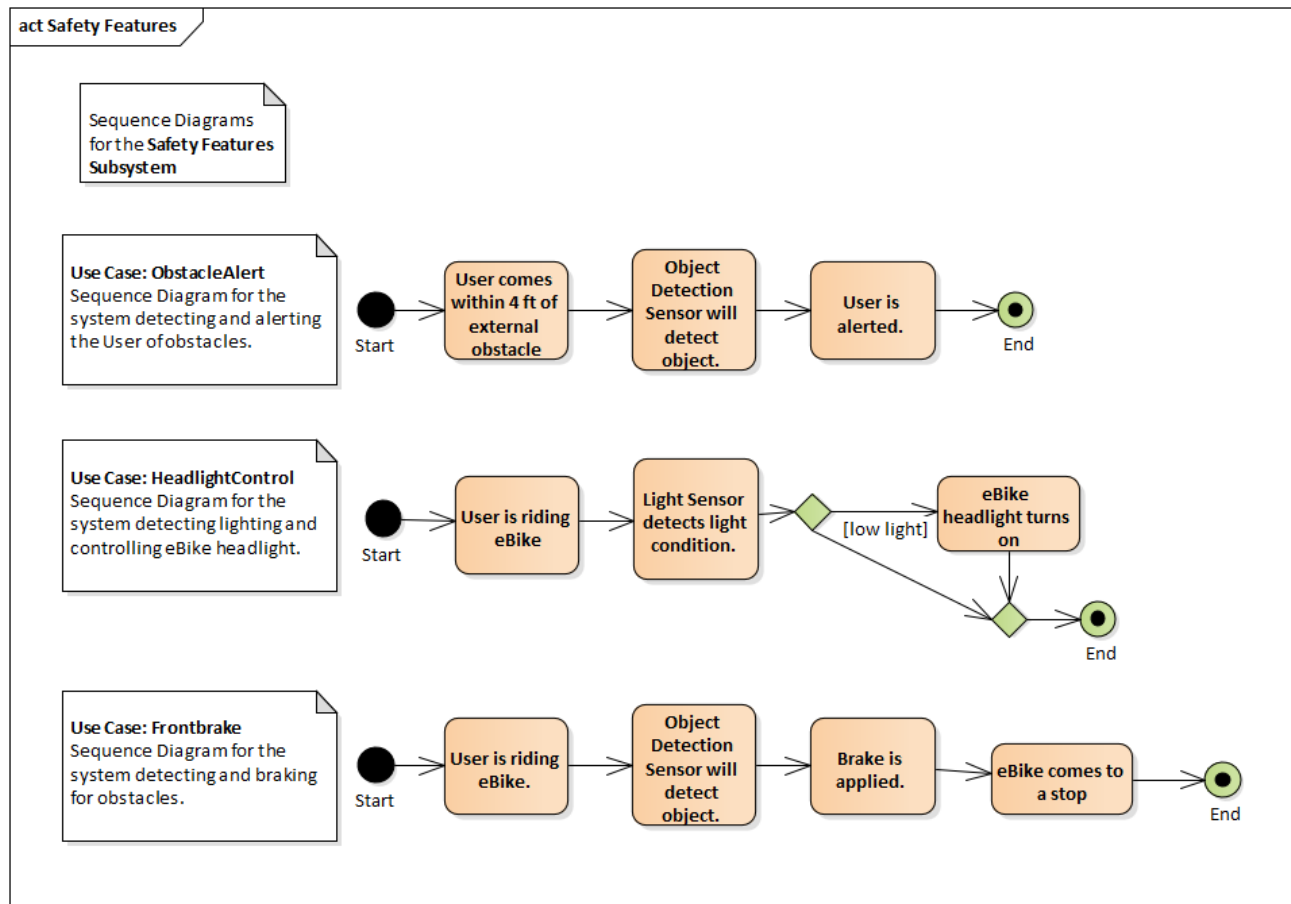 act Safety Features
Sequence Diagrams
for the Safety Features
Subsystem
Use Case: ObstacleAlert
Sequence Diagram for the
system detecting and alerting
the User of obstacles.
Start
User comes
within 4 ft of
external
obstacle
Object
Detection
Sensor will
detect
object.
User is
alerted.
End
Use Case: HeadlightControl
Sequence Diagram for the
system detecting lighting and
controlling eBike headlight.
Start
User is riding
eBike
Light Sensor
detects light
condition.
[low light]
eBike
headlight turns
on
End
Use Case: Frontbrake
Sequence Diagram for the
system detecting and braking
for obstacles.
Start
User is riding
eBike.
Object
Detection
Sensor will
detect
object.
Brake is
applied.
eBike comes to
a stop
End